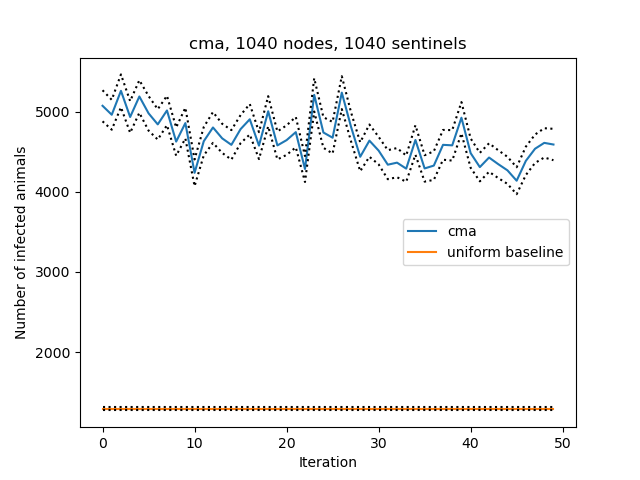 cma, 1040 nodes, 1040 sentinels
Number of infected animals
5000
4000
3000
2000
cma
uniform baseline
0 10 20 30 40 50
Iteration